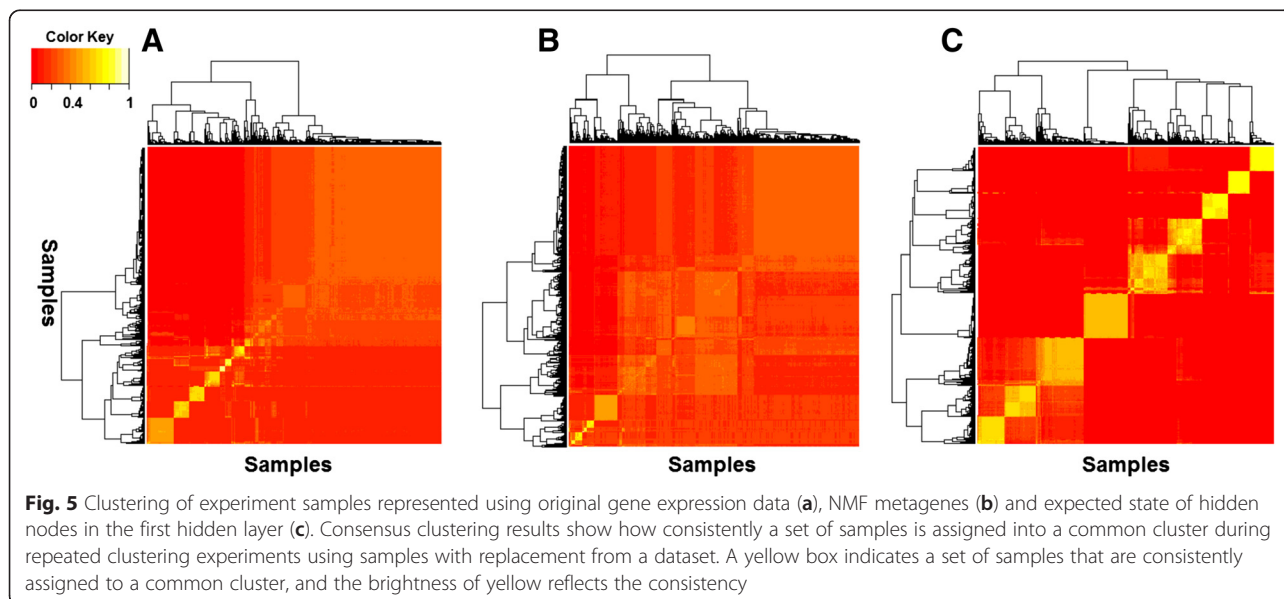 Color Key
0 0.4 1
A
B
C
Samples
Samples
Samples
Samples
Fig. 5 Clustering of experiment samples represented using original gene expression data (a), NMF metagenes (b) and expected state of hidden
nodes in the first hidden layer (c). Consensus clustering results show how consistently a set of samples is assigned into a common cluster during
repeated clustering experiments using samples with replacement from a dataset. A yellow box indicates a set of samples that are consistently
assigned to a common cluster, and the brightness of yellow reflects the consistency